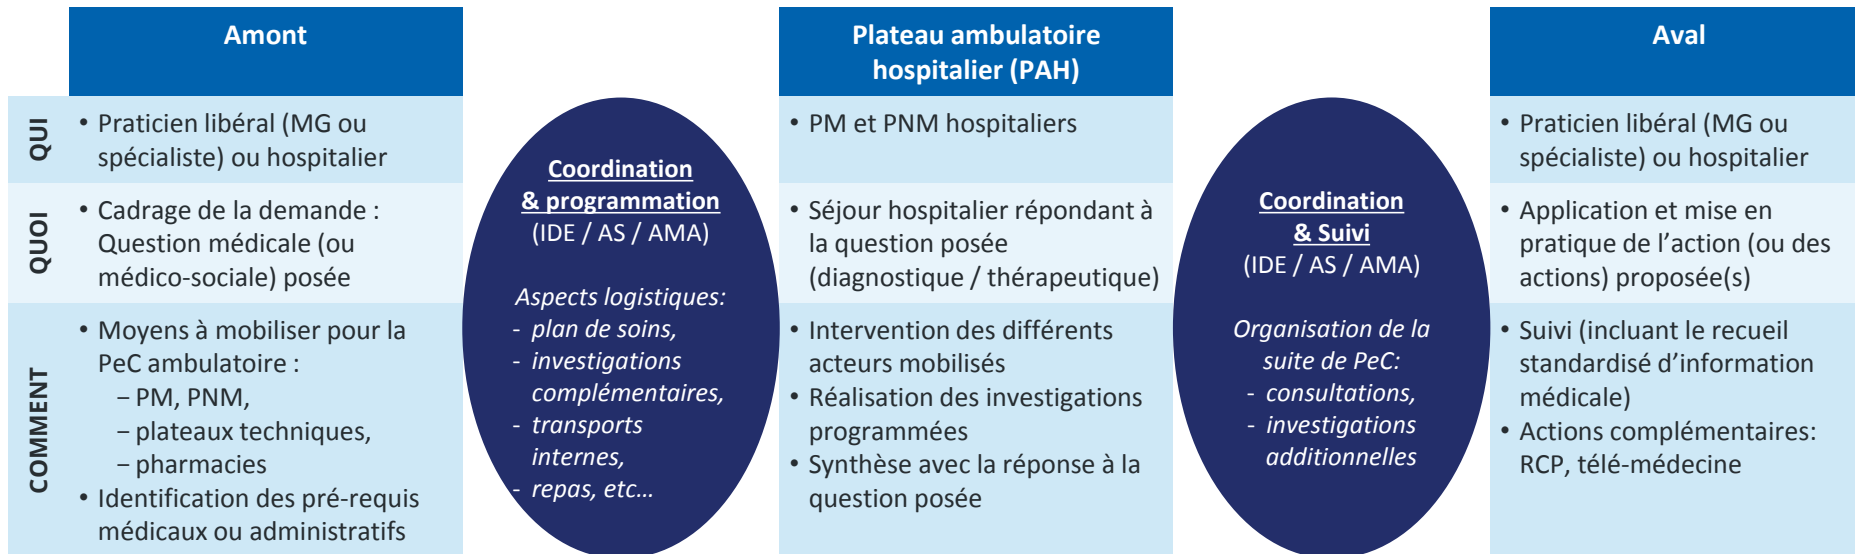 Amont
Plateau ambulatoire
hospitalier (PAH)
Aval
QUI
• Praticien libéral (MG ou
spécialiste) ou hospitalier
• PM et PNM hospitaliers
• Praticien libéral (MG ou
spécialiste) ou hospitalier
QUOI
• Cadrage de la demande :
Question médicale (ou
médico-sociale) posée
• Séjour hospitalier répondant à
la question posée
(diagnostique / thérapeutique)
• Application et mise en
pratique de l’action (ou des
actions) proposée(s)
COMMENT
• Moyens à mobiliser pour la
PeC ambulatoire :
– PM, PNM,
– plateaux techniques,
– pharmacies
• Identification des pré-requis
médicaux ou administratifs
• Intervention des différents
acteurs mobilisés
• Réalisation des investigations
programmées
• Synthèse avec la réponse à la
question posée
• Suivi (incluant le recueil
standardisé d’information
médicale)
• Actions complémentaires:
RCP, télé-médecine
Coordination
& programmation
(IDE / AS / AMA)
Aspects logistiques:
- plan de soins,
- investigations
complémentaires,
- transports
internes,
- repas, etc…
Coordination
& Suivi
(IDE / AS / AMA)
Organisation de la
suite de PeC:
- consultations,
- investigations
additionnelles